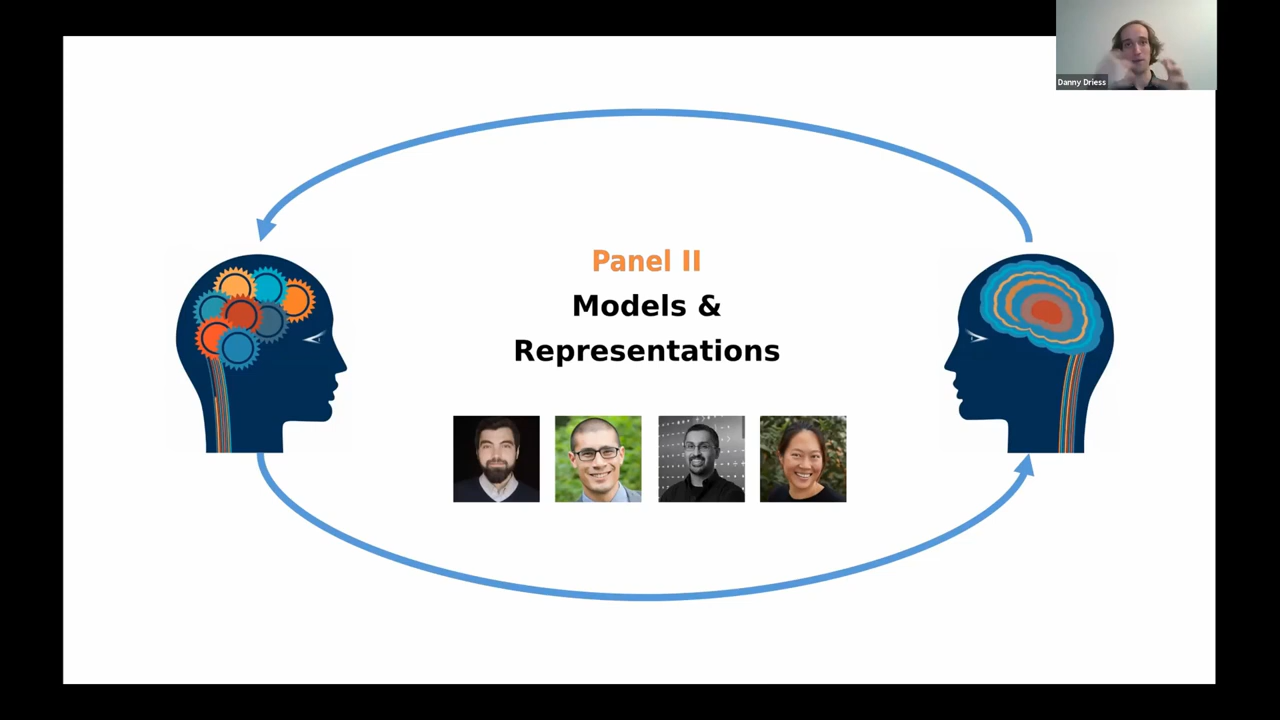 Danny Driess
Panel II
Models &
Representations